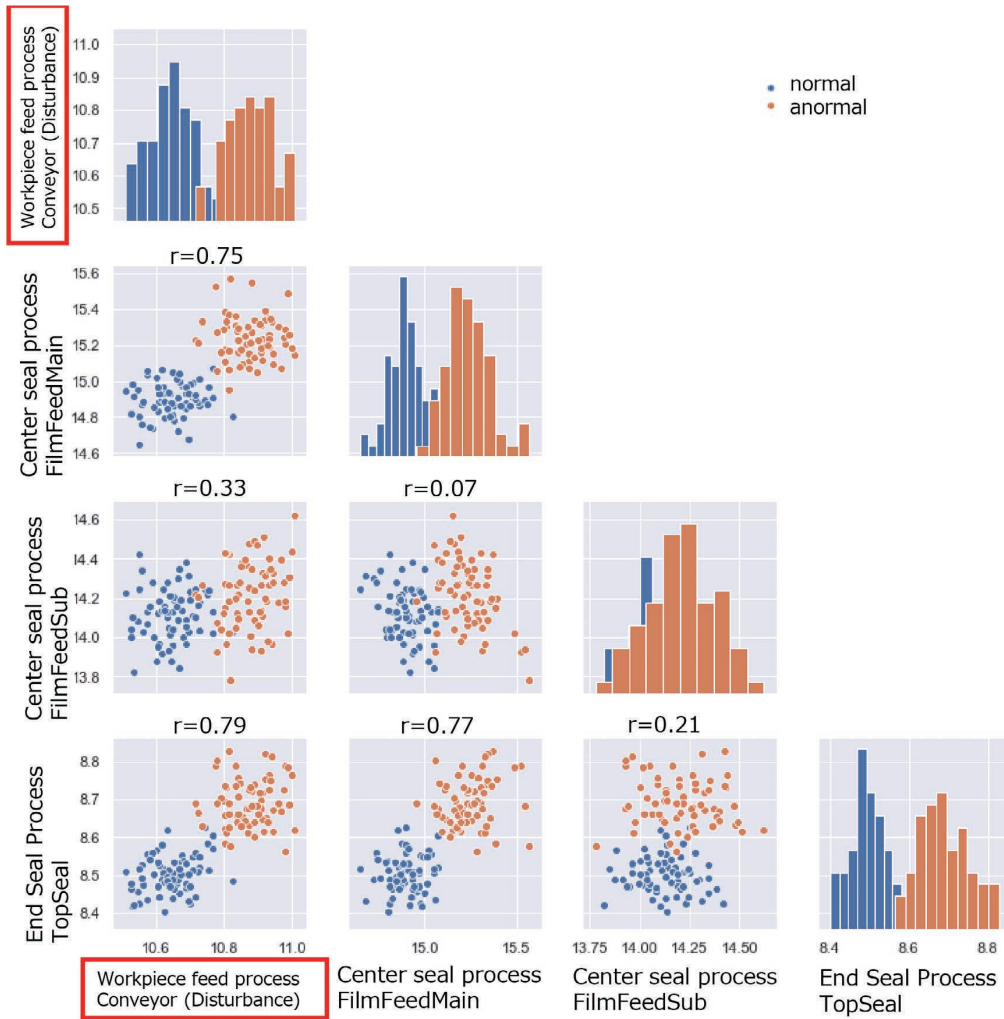 Workpiece feed process
Conveyor (Disturbance)
11.0
10.9
10.8
10.7
10.6
10.5
normal
anormal
r=0.75
Center seal process
FilmFeedMain
15.6
15.4
15.2
15.0
14.8
14.6
r=0.33
r=0.07
Center seal process
FilmFeedSub
14.6
14.4
14.2
14.0
13.8
r=0.79
r=0.77
r=0.21
End Seal Process
TopSeal
8.8
8.7
8.6
8.5
8.4
10.6
10.8
11.0
15.0
15.5
13.75
14.00
14.25
14.50
8.4
8.6
8.8
Workpiece feed process
Conveyor (Disturbance)
Center seal process
FilmFeedMain
Center seal process
FilmFeedSub
End Seal Process
TopSeal